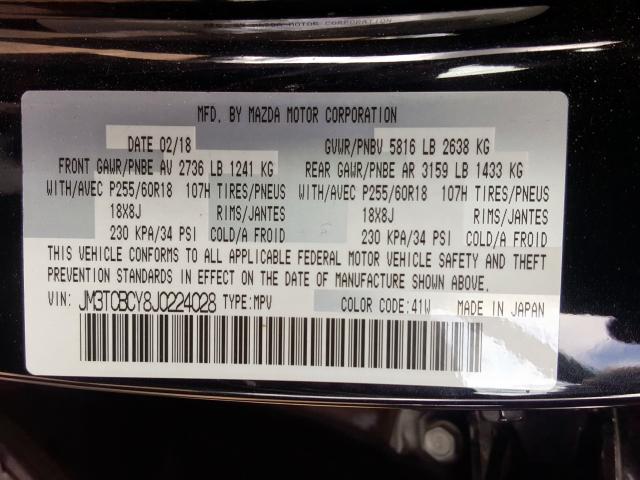 MFD. BY MAZDA MOTOR CORPORATION
DATE 02/18 GVWR/PNBV 5816 LB 2638 KG
FRONT GAWR/PNBE AV 2736 LB 1241 KG REAR GAWR/PNBE AR 3159 LB 1433 KG
WITH/AVEC P255/60R18 107H TIRES/PNEUS WITH/AVEC P255/60R18 107H TIRES/PNEUS
18X8J RIMS/JANTES 18X8J RIMS/JANTES
230 KPA/34 PSI COLD/A FROID 230 KPA/34 PSI COLD/A FROID
THIS VEHICLE CONFORMS TO ALL APPLICABLE FEDERAL MOTOR VEHICLE SAFETY AND THEFT
PREVENTION STANDARDS IN EFFECT ON THE DATE OF MANUFACTURE SHOWN ABOVE.
VIN: JM3TCBCY8J0224028 TYPE:MPV COLOR CODE:41W MADE IN JAPAN